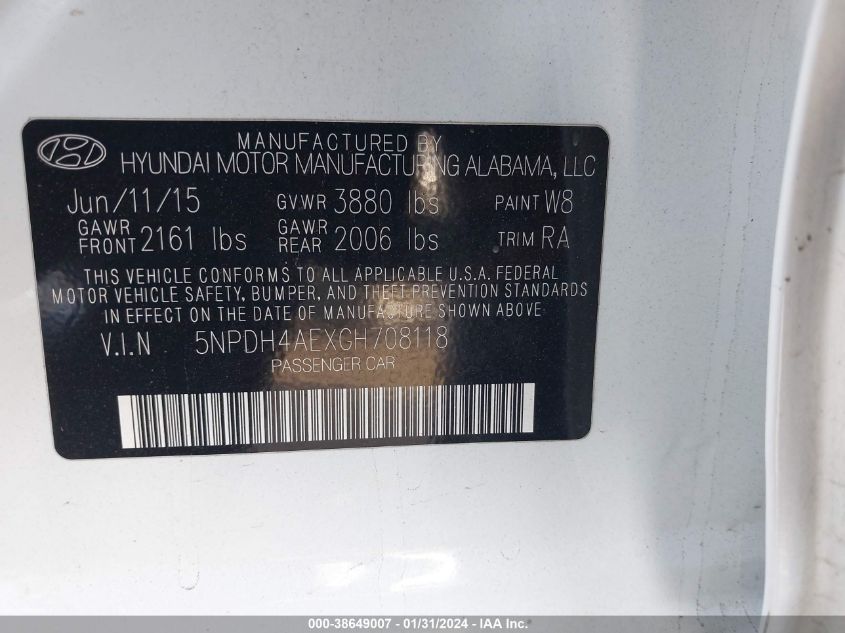 MANUFACTURED BY
HYUNDAI MOTOR MANUFACTURING ALABAMA, LLC
Jun/11/15 GVWR 3880 lbs PAINT W8
GAWR FRONT 2161 lbs GAWR REAR 2006 lbs TRIM RA
THIS VEHICLE CONFORMS TO ALL APPLICABLE U.S.A. FEDERAL
MOTOR VEHICLE SAFETY, BUMPER, AND THEFT PREVENTION STANDARDS
IN EFFECT ON THE DATE OF MANUFACTURE SHOWN ABOVE.
V.I.N 5NPDH4AEXGH708118
PASSENGER CAR
000-38649007 - 01/31/2024 - IAA Inc.